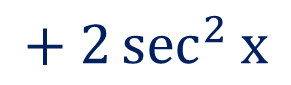 + 2 sec² x